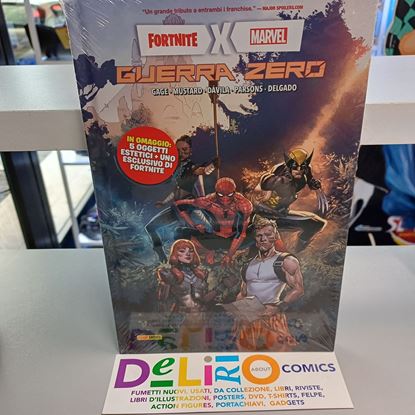 "Un grande tributo a entrambi i franchise." — MAJOR SPOILERS.COM
FORTNITE X MARVEL
GUERRA ZERO
GAGE • MUSTARD • DAVILA • PARSONS • DELGADO
IN OMAGGIO:
5 OGGETTI
ESTETICI + UNO
ESCLUSIVO DI
FORTNITE
DELIRIO ABOUT COMICS
FUMETTI NUOVI, USATI, DA COLLEZIONE, LIBRI, RIVISTE,
LIBRI D'ILLUSTRAZIONI, POSTERS, DVD, T-SHIRTS, FELPE,
ACTION FIGURES, PORTACHIAVI, GADGETS